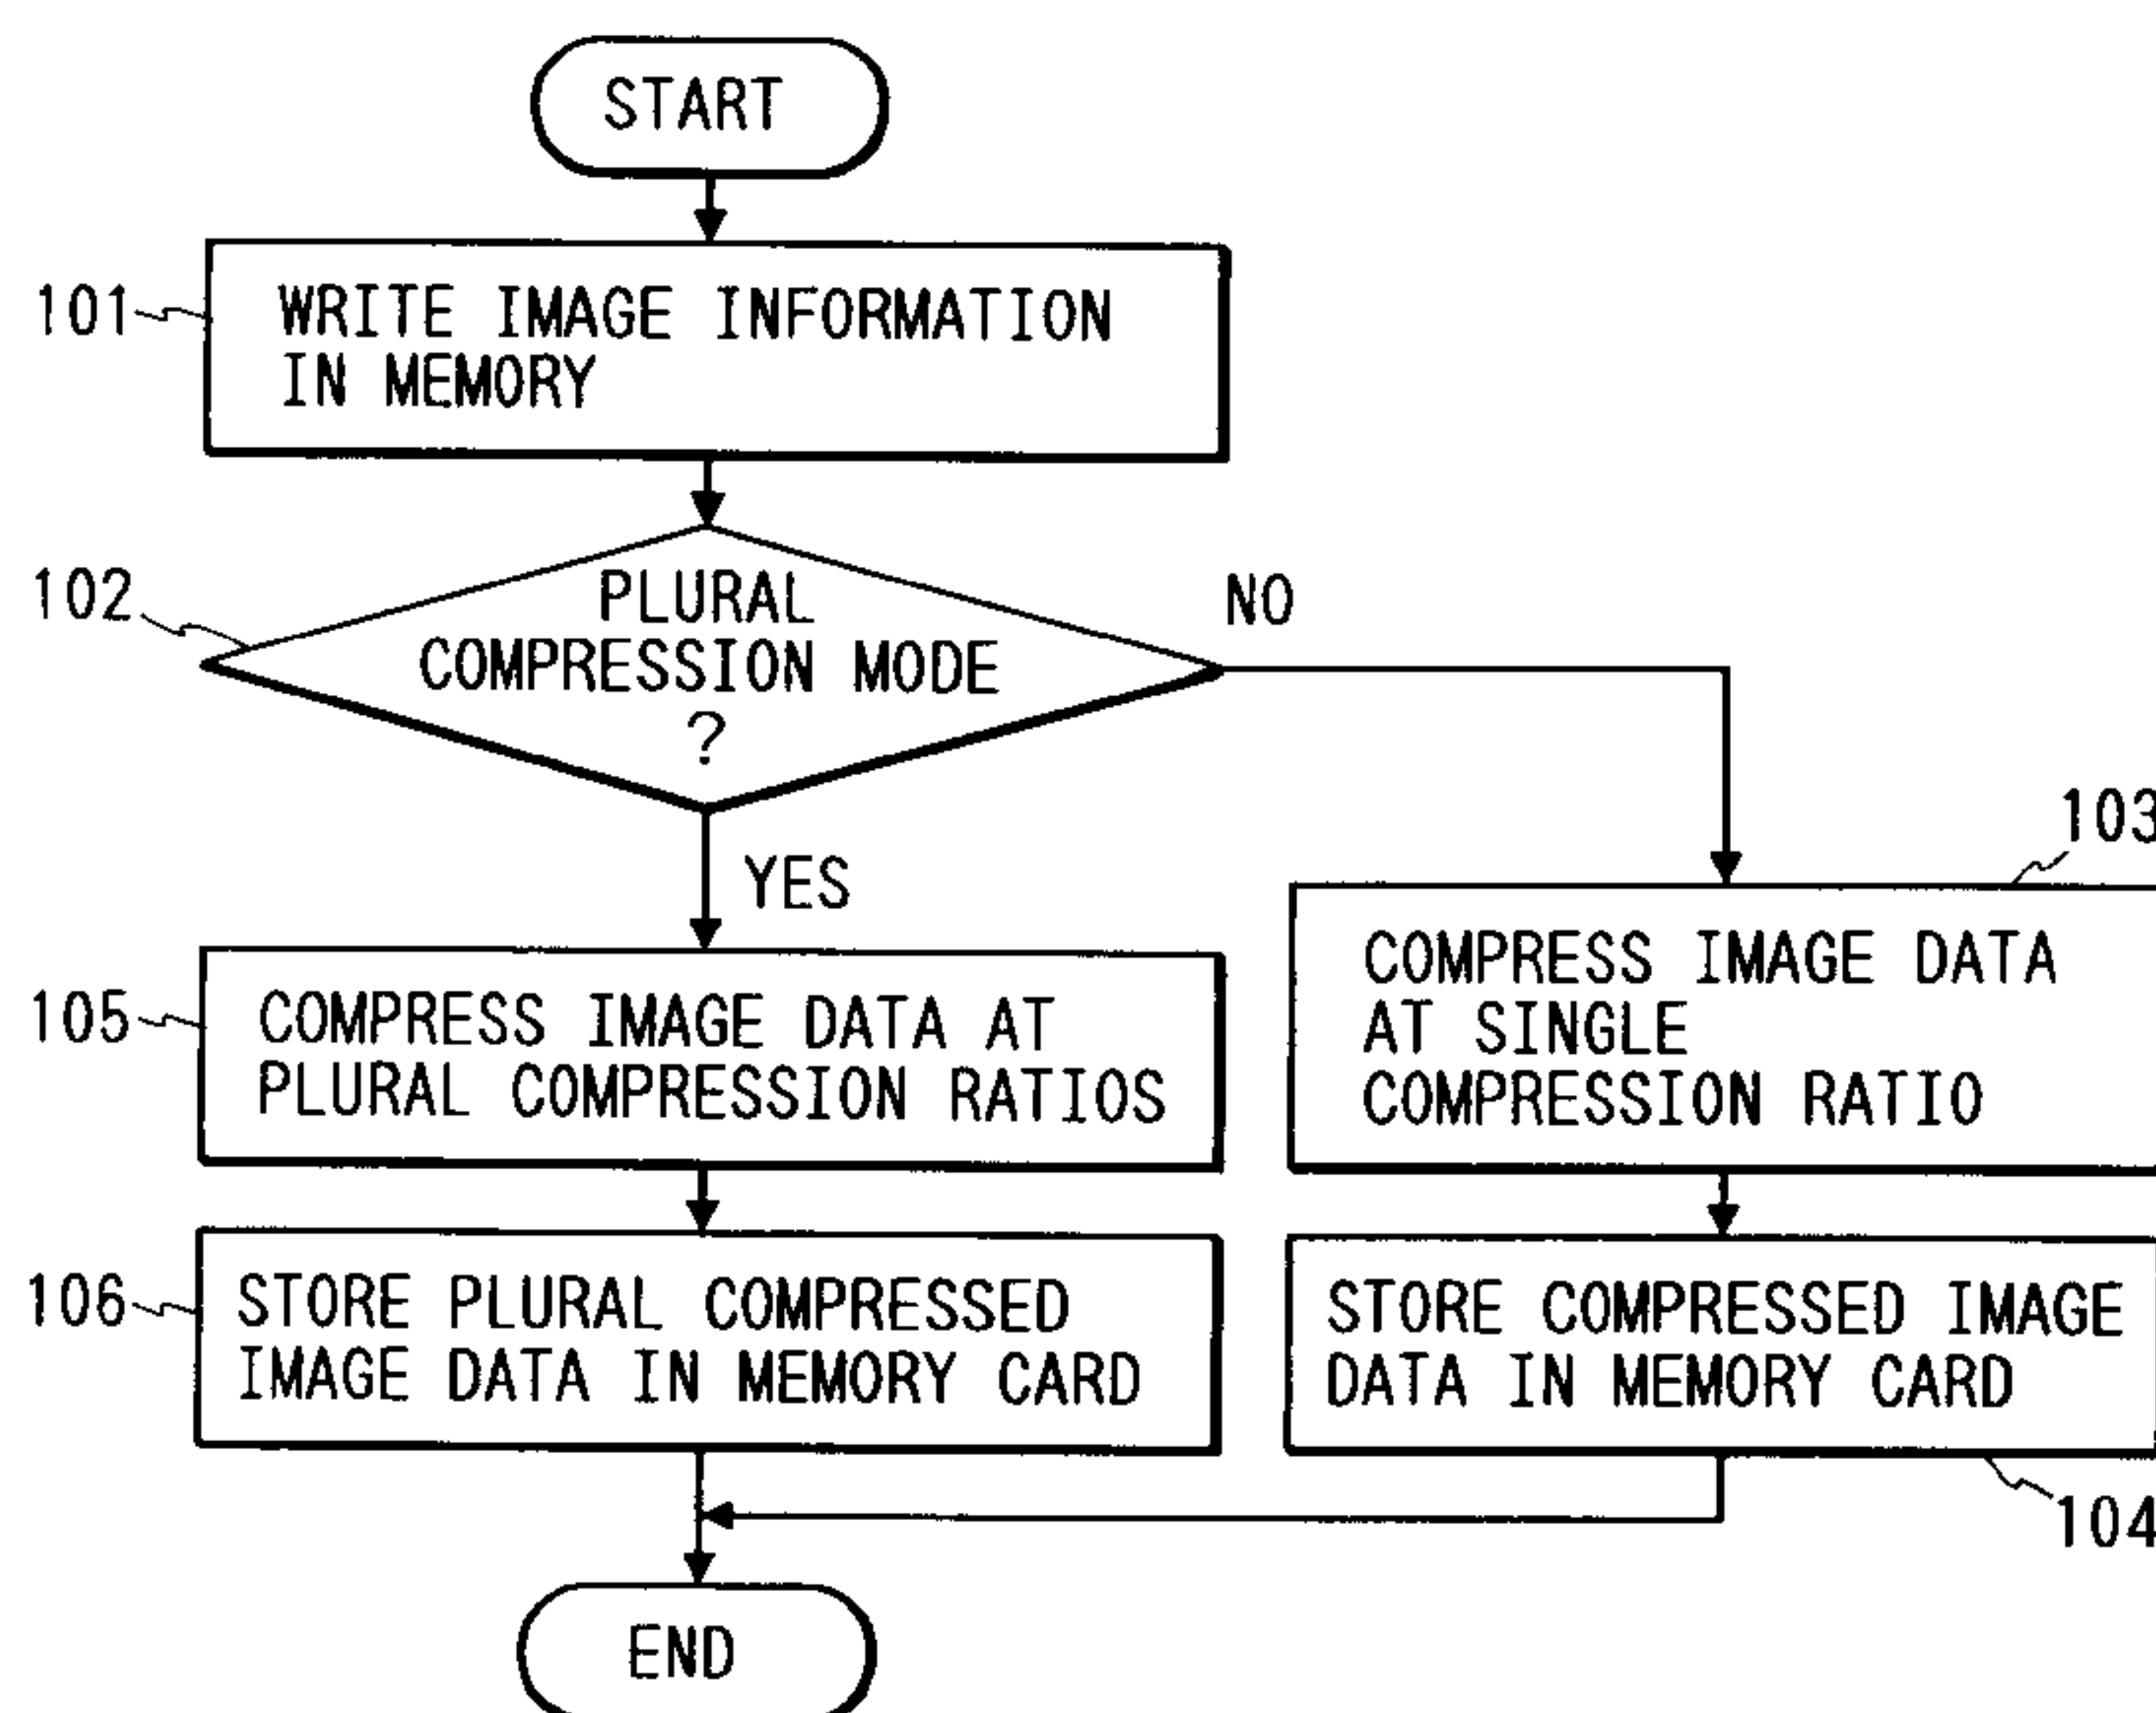 START
101
WRITE IMAGE INFORMATION
IN MEMORY
102
PLURAL
COMPRESSION MODE
?
NO
YES
103
COMPRESS IMAGE DATA
AT SINGLE
COMPRESSION RATIO
105
COMPRESS IMAGE DATA AT
PLURAL COMPRESSION RATIOS
106
STORE PLURAL COMPRESSED
IMAGE DATA IN MEMORY CARD
STORE COMPRESSED IMAGE
DATA IN MEMORY CARD
104
END